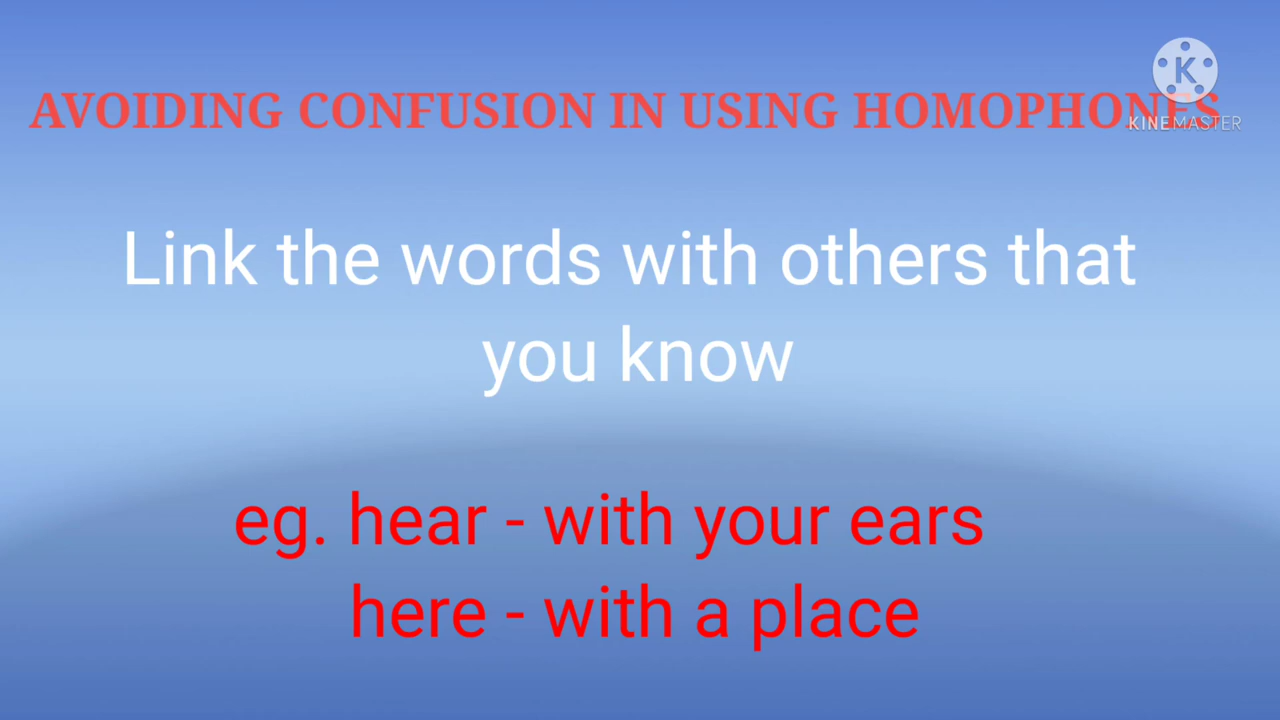 AVOIDING CONFUSION IN USING HOMOPHONES
K
KINEMASTER
Link the words with others that
you know
eg. hear - with your ears
here - with a place